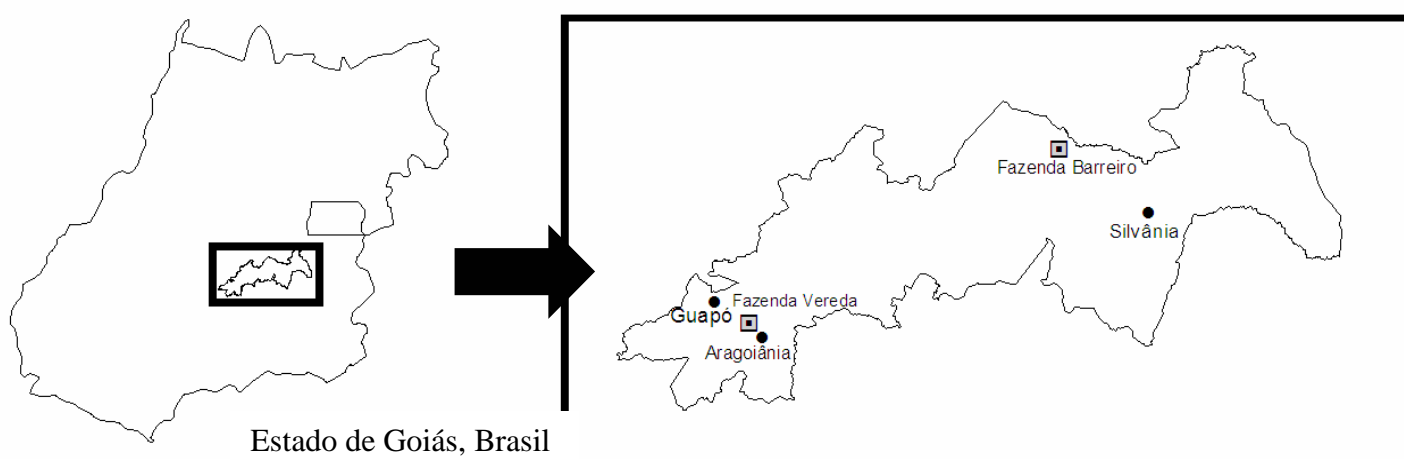 Fazenda Barreiro
Silvânia
Fazenda Vereda
Guapó
Aragoiânia
Estado de Goiás, Brasil